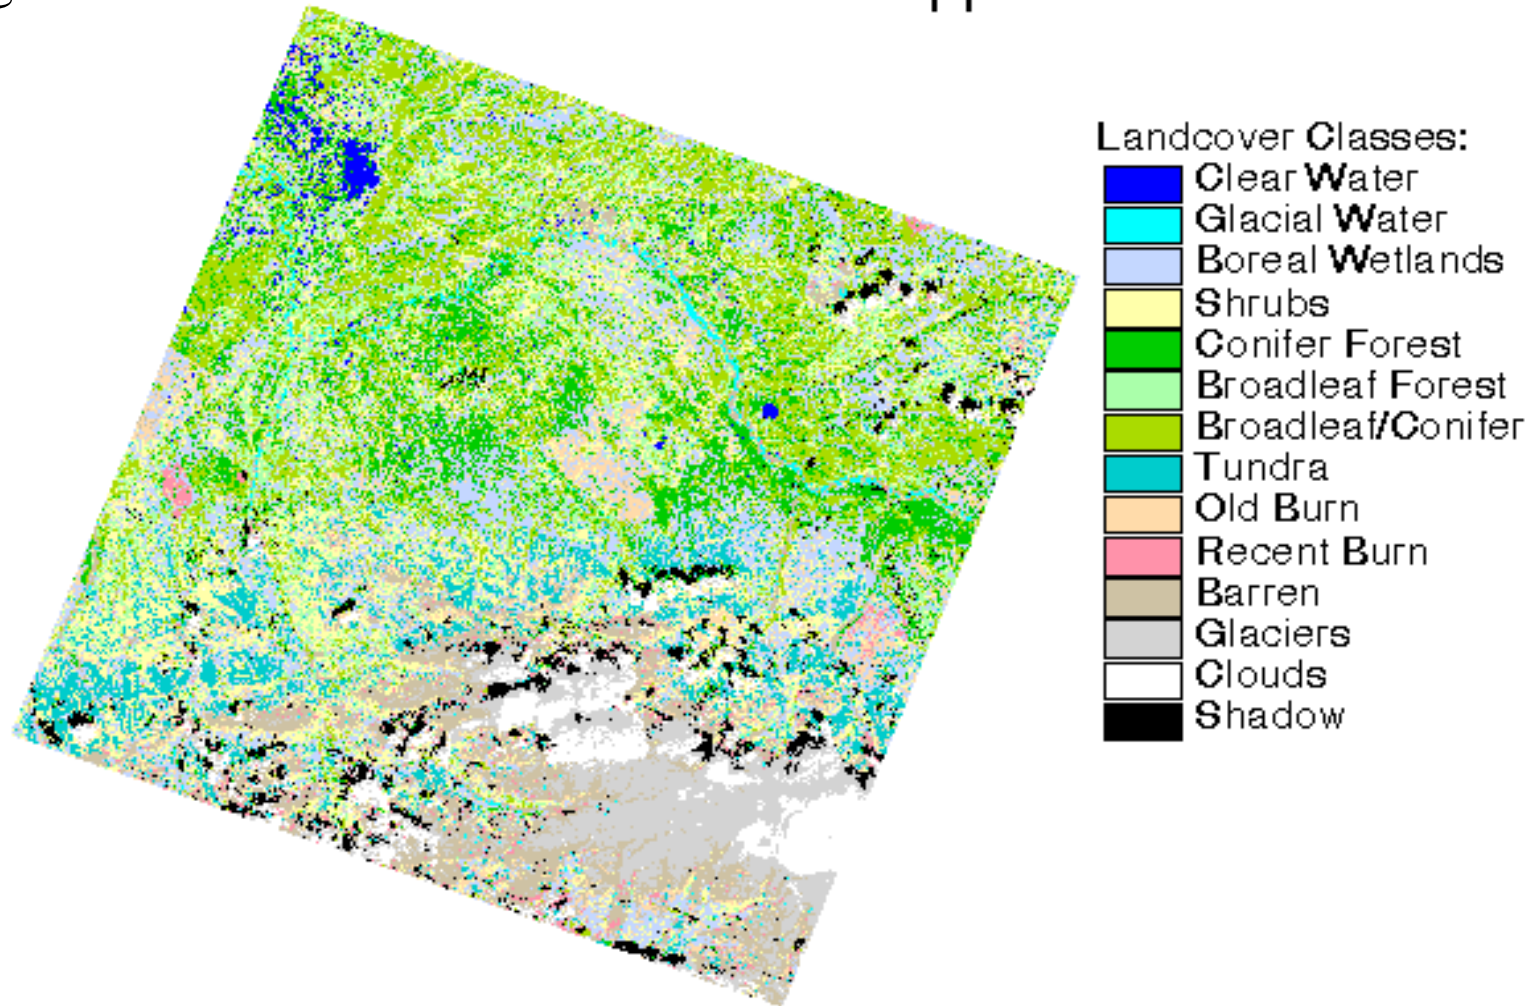 Landcover Classes:
Clear Water
Glacial Water
Boreal Wetlands
Shrubs
Conifer Forest
Broadleaf Forest
Broadleaf/Conifer
Tundra
Old Burn
Recent Burn
Barren
Glaciers
Clouds
Shadow